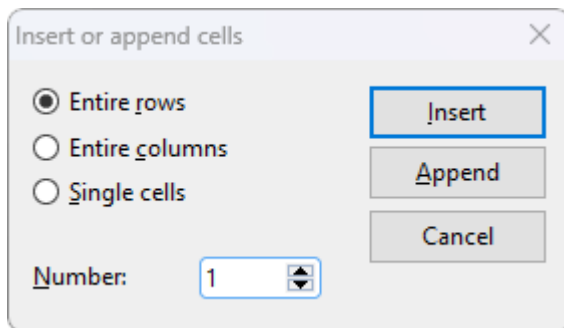 Insert or append cells
Entire rows
Entire columns
Single cells
Number:
1
Insert
Append
Cancel